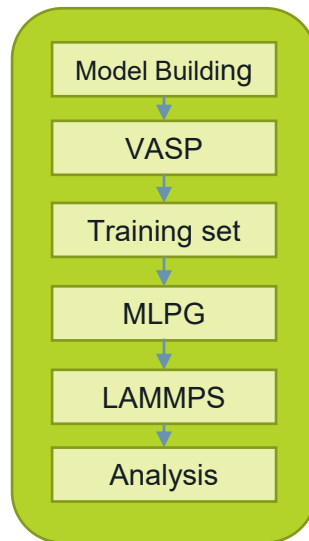 Model Building
VASP
Training set
MLPG
LAMMPS
Analysis